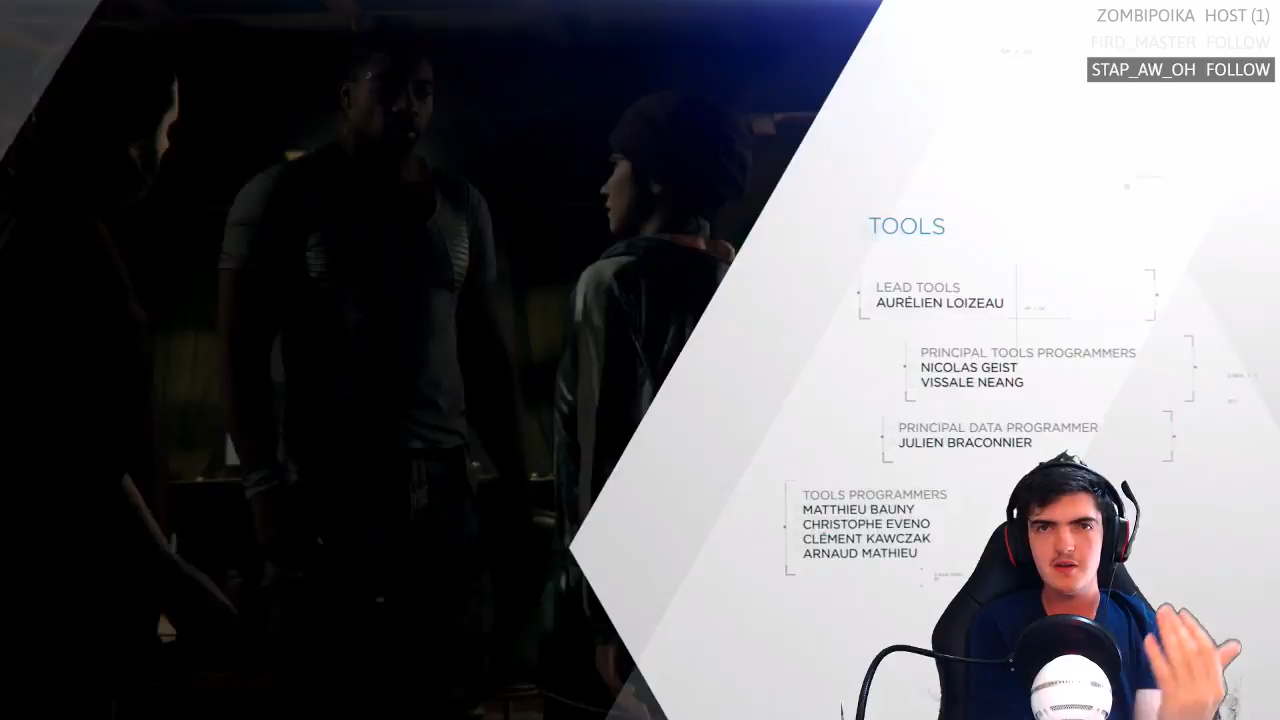 ZOMBIPOIKA HOST (1)
FIRD_MASTER FOLLOW
STAP_AW_OH FOLLOW
TOOLS
LEAD TOOLS
AURÉLIEN LOIZEAU
PRINCIPAL TOOLS PROGRAMMERS
NICOLAS GEIST
VISSALE NEANG
PRINCIPAL DATA PROGRAMMER
JULIEN BRACONNIER
TOOLS PROGRAMMERS
MATTHIEU BAUNY
CHRISTOPHE EVENO
CLÉMENT KAWCZAK
ARNAUD MATHIEU